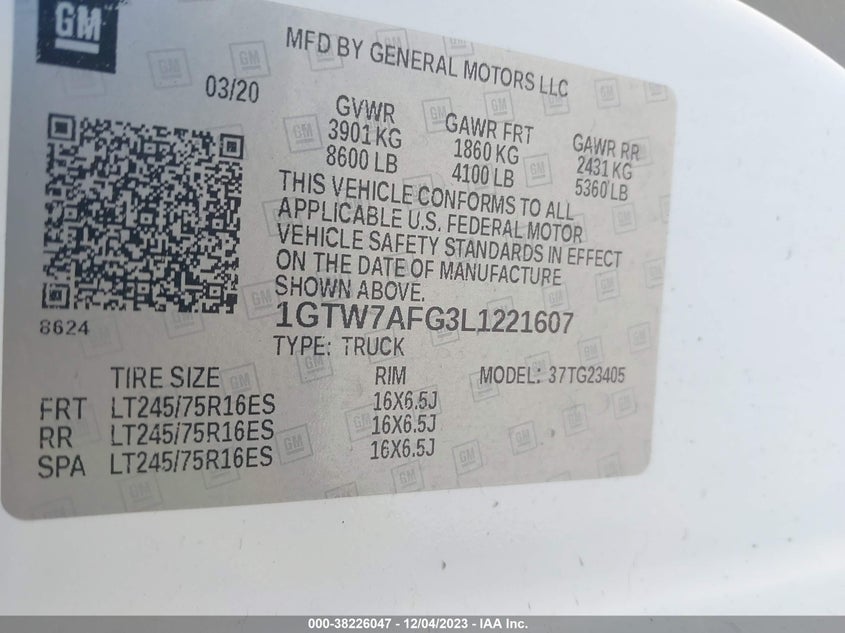 GM
MFD BY GENERAL MOTORS LLC
03/20
GVWR GAWR FRT GAWR RR
3901 KG 1860 KG 2431 KG
8600 LB 4100 LB 5360 LB
THIS VEHICLE CONFORMS TO ALL
APPLICABLE U.S. FEDERAL MOTOR
VEHICLE SAFETY STANDARDS IN EFFECT
ON THE DATE OF MANUFACTURE
SHOWN ABOVE.
8624
1GTW7AFG3L1221607
TYPE: TRUCK
TIRE SIZE RIM MODEL: 37TG23405
FRT LT245/75R16ES 16X6.5J
RR LT245/75R16ES 16X6.5J
SPA LT245/75R16ES 16X6.5J
000-38226047 - 12/04/2023 - IAA Inc.